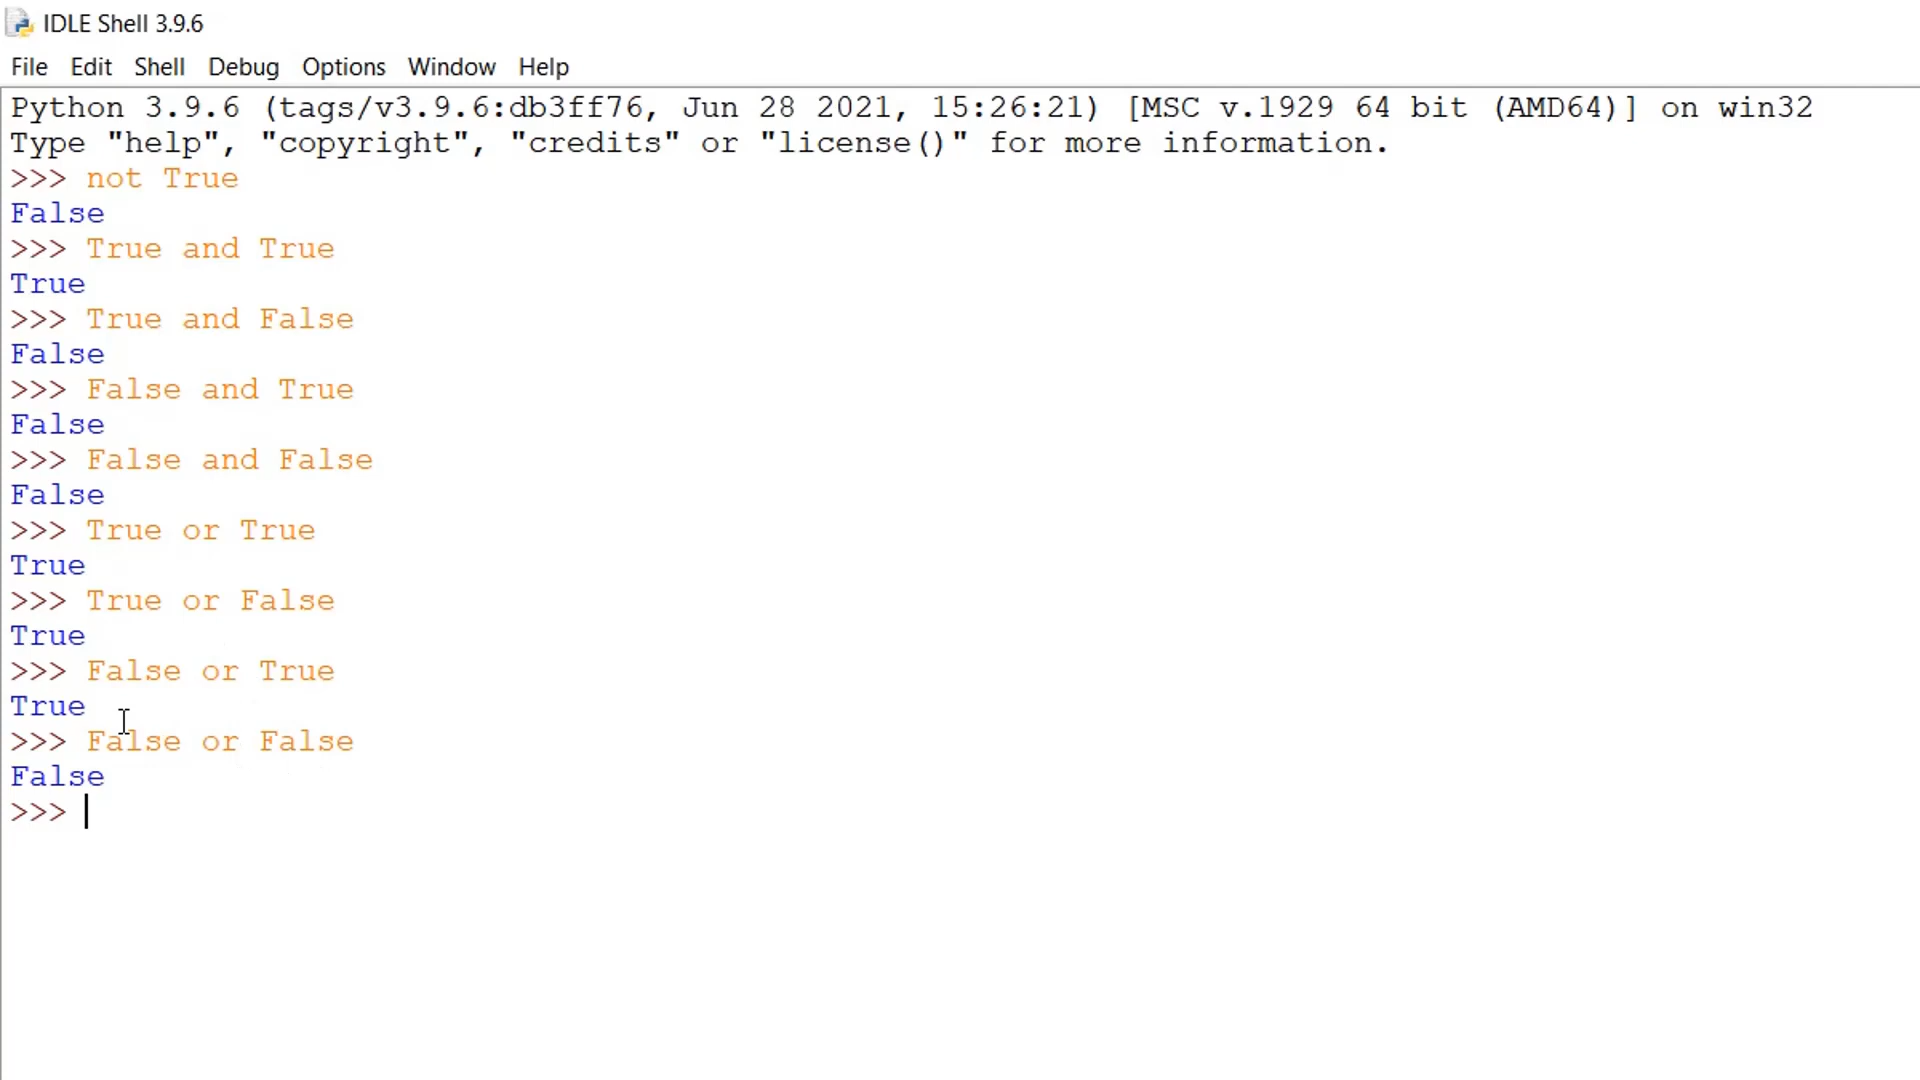 IDLE Shell 3.9.6
File Edit Shell Debug Options Window Help
Python 3.9.6 (tags/v3.9.6:db3ff76, Jun 28 2021, 15:26:21) [MSC v.1929 64 bit (AMD64)] on win32
Type "help", "copyright", "credits" or "license()" for more information.
>>> not True
False
>>> True and True
True
>>> True and False
False
>>> False and True
False
>>> False and False
False
>>> True or True
True
>>> True or False
True
>>> False or True
True
>>> False or False
False
>>>